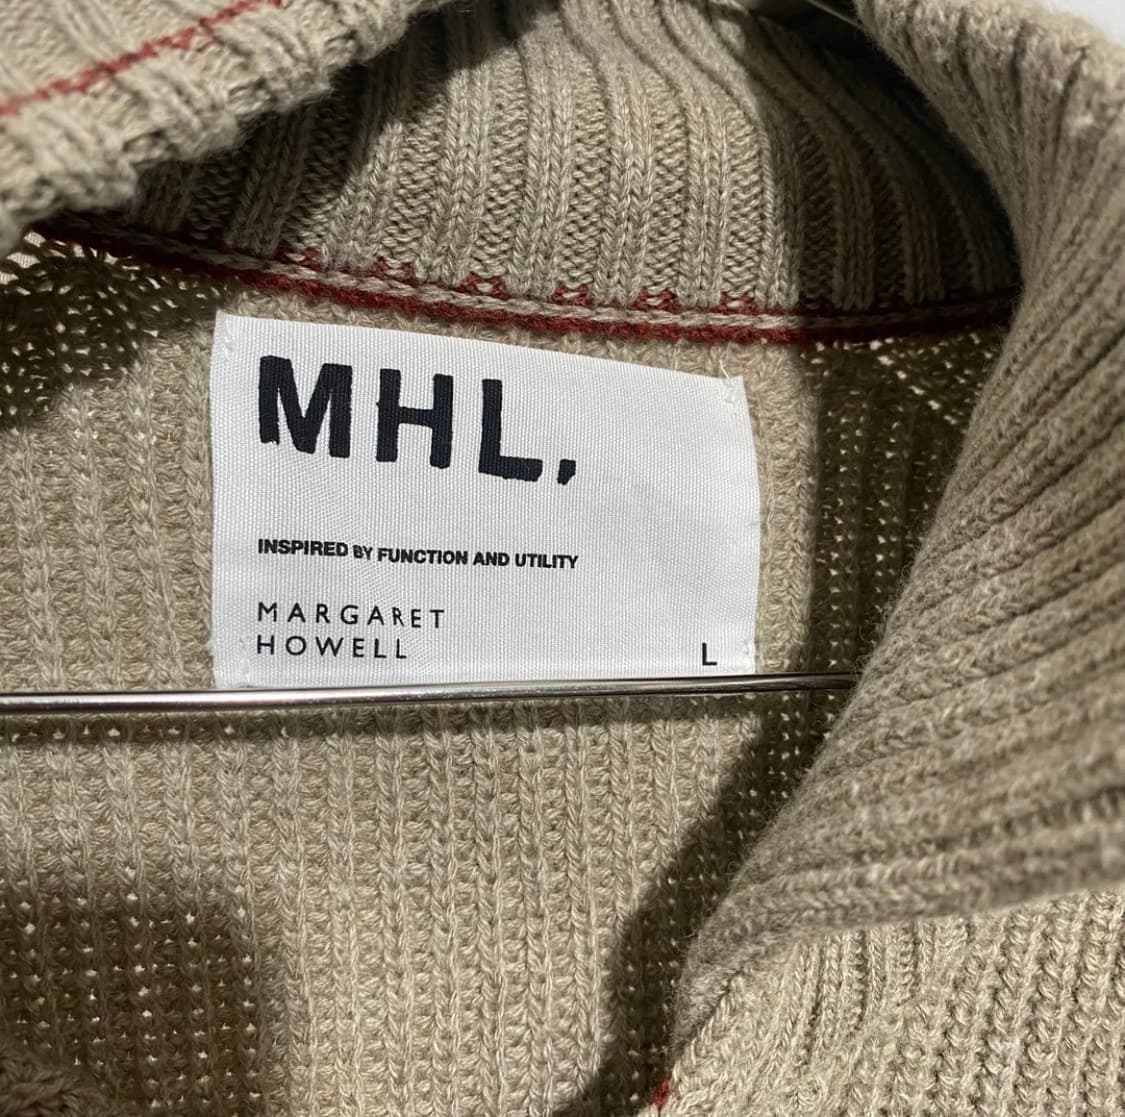 MHL.
INSPIRED BY FUNCTION AND UTILITY
MARGARET
HOWELL
L